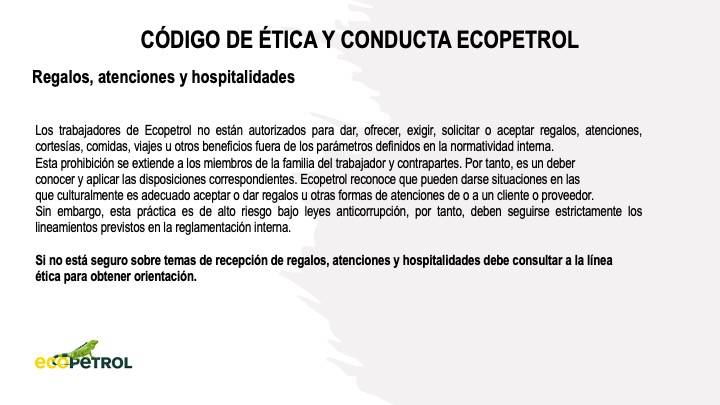 CÓDIGO DE ÉTICA Y CONDUCTA ECOPETROL
Regalos, atenciones y hospitalidades
Los trabajadores de Ecopetrol no están autorizados para dar, ofrecer, exigir, solicitar o aceptar regalos, atenciones,
cortesías, comidas, viajes u otros beneficios fuera de los parámetros definidos en la normatividad interna.
Esta prohibición se extiende a los miembros de la familia del trabajador y contrapartes. Por tanto, es un deber
conocer y aplicar las disposiciones correspondientes. Ecopetrol reconoce que pueden darse situaciones en las
que culturalmente es adecuado aceptar o dar regalos u otras formas de atenciones de o a un cliente o proveedor.
Sin embargo, esta práctica es de alto riesgo bajo leyes anticorrupción, por tanto, deben seguirse estrictamente los
lineamientos previstos en la reglamentación interna.
Si no está seguro sobre temas de recepción de regalos, atenciones y hospitalidades debe consultar a la línea
ética para obtener orientación.
ecoPETROL